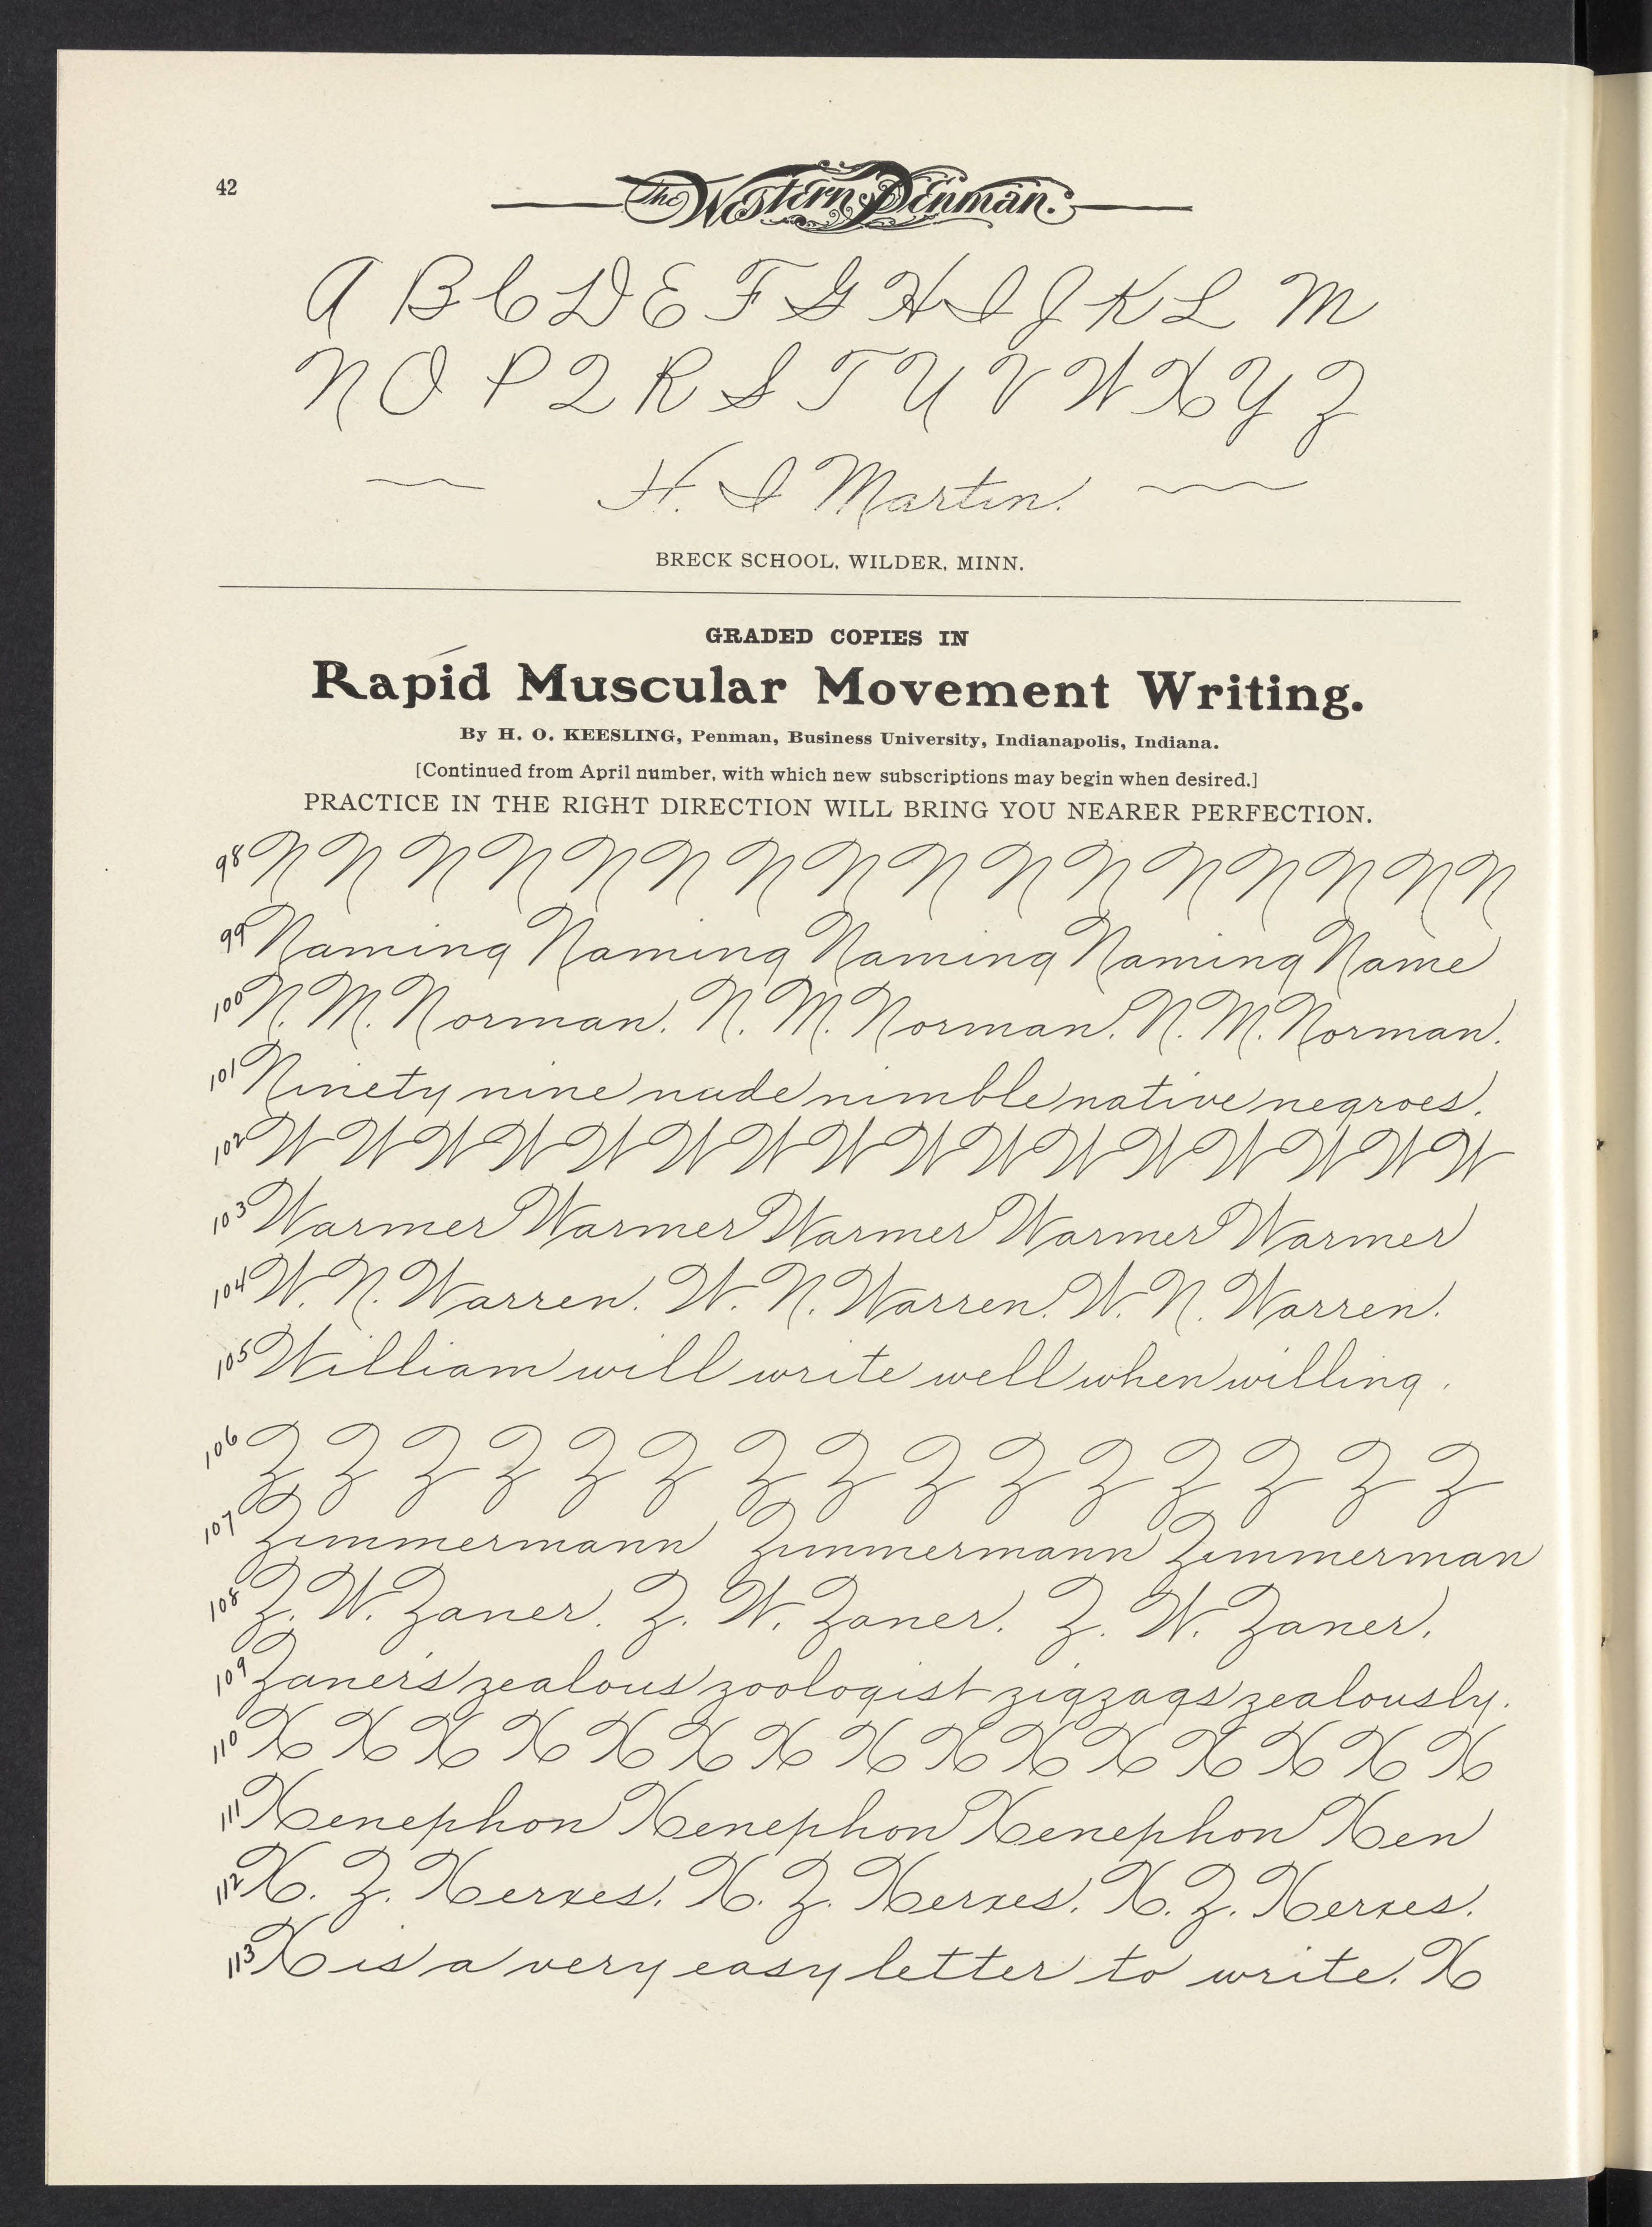 42
The Western Penman.
A B C D E F G H I J K L M
N O P Q R S T U V W X Y Z
H. I Martin.
BRECK SCHOOL, WILDER, MINN.
GRADED COPIES IN
Rapid Muscular Movement Writing.
By H. O. KEESLING, Penman, Business University, Indianapolis, Indiana.
[Continued from April number, with which new subscriptions may begin when desired.]
PRACTICE IN THE RIGHT DIRECTION WILL BRING YOU NEARER PERFECTION.
98 N N N N N N N N N N N N N N N N
99 Naming Naming Naming Naming Name
100 N. M. Norman. N. M. Norman. N. M. Norman.
101 Ninety nine nude nimble native negroes.
102 W W W W W W W W W W W W W W W W
103 Warmer Warmer Warmer Warmer Warmer
104 W. N. Warren. W. N. Warren. W. N. Warren.
105 William will write well when willing.
106 Z Z Z Z Z Z Z Z Z Z Z Z Z Z Z
107 Zimmermann Zimmermann Zimmerman
108 Z. W. Zaner. Z. W. Zaner. Z. W. Zaner.
109 Zaner's zealous zoologist zigzags zealously.
110 X X X X X X X X X X X X X X X
111 Xenephon Xenephon Xenephon Xen
112 X. Z. Xerxes. X. Z. Xerxes. X. Z. Xerxes.
113 X is a very easy letter to write. X